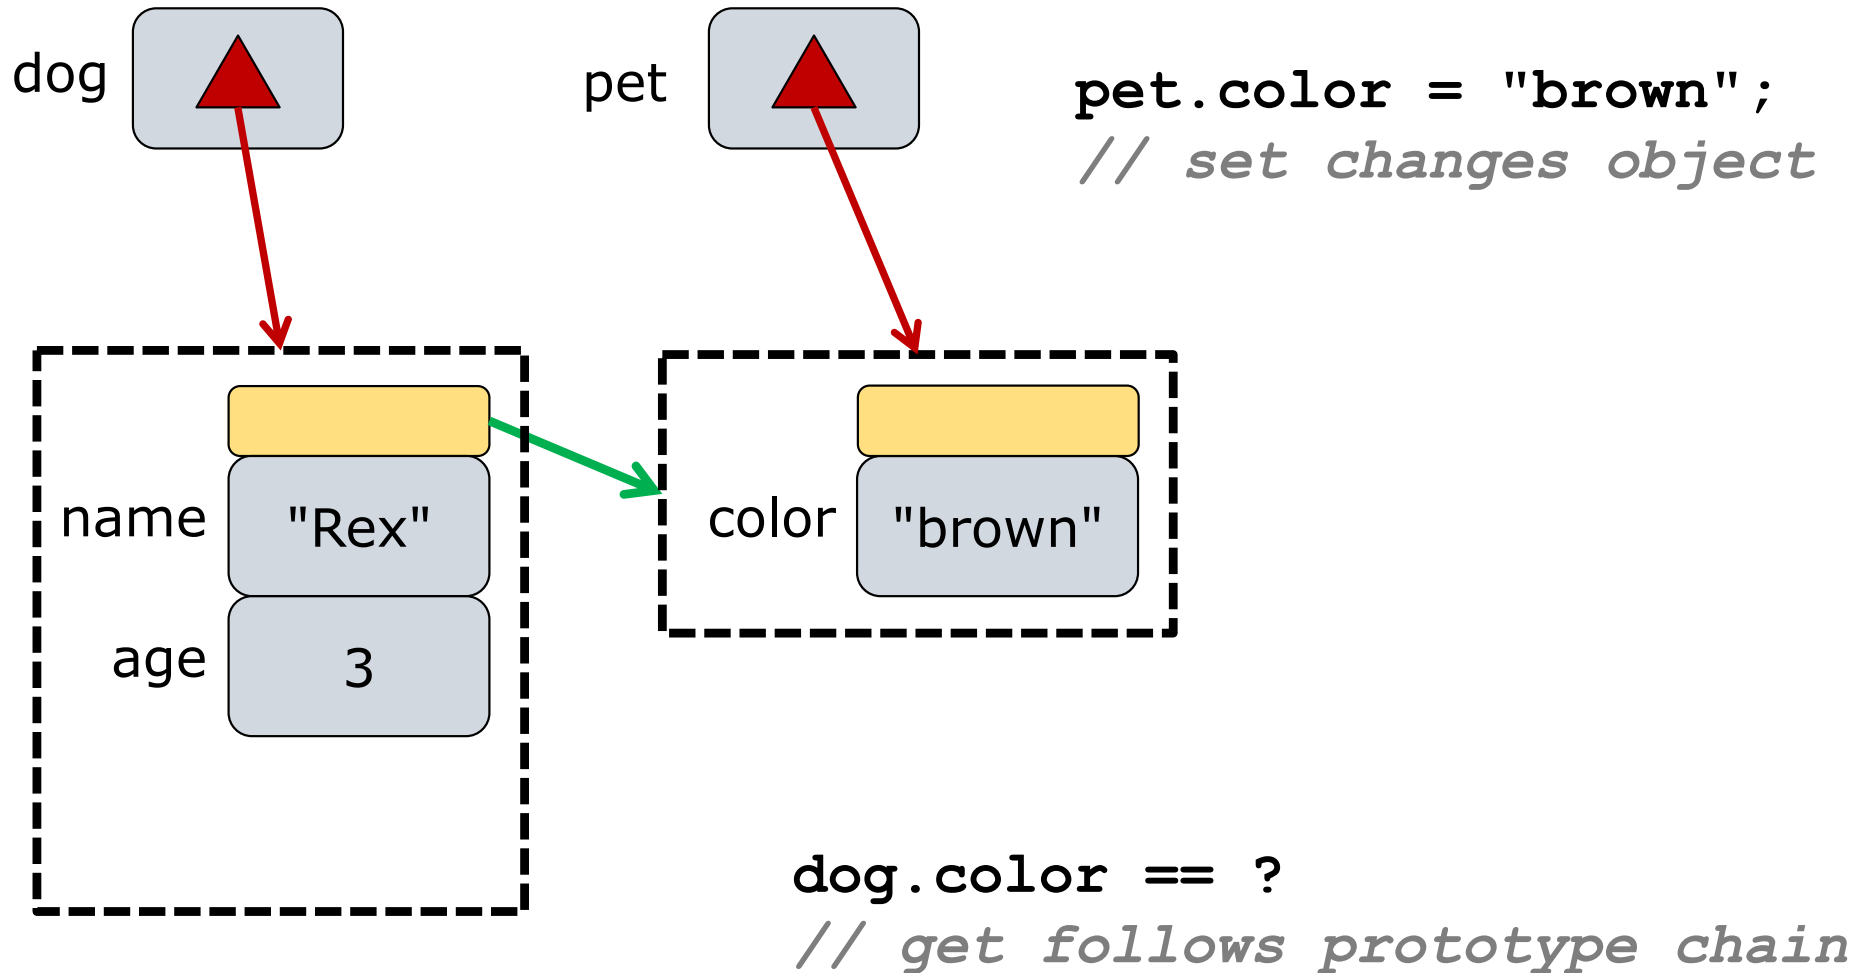 dog
pet
pet.color = "brown";
// set changes object
name "Rex"
color "brown"
age 3
dog.color == ?
// get follows prototype chain